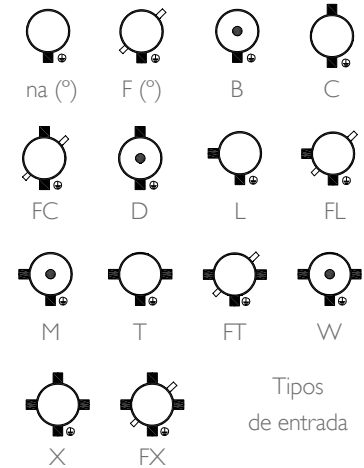 na (º) F (º) B C
FC D L FL
M T FT W
X FX
Tipos
de entrada